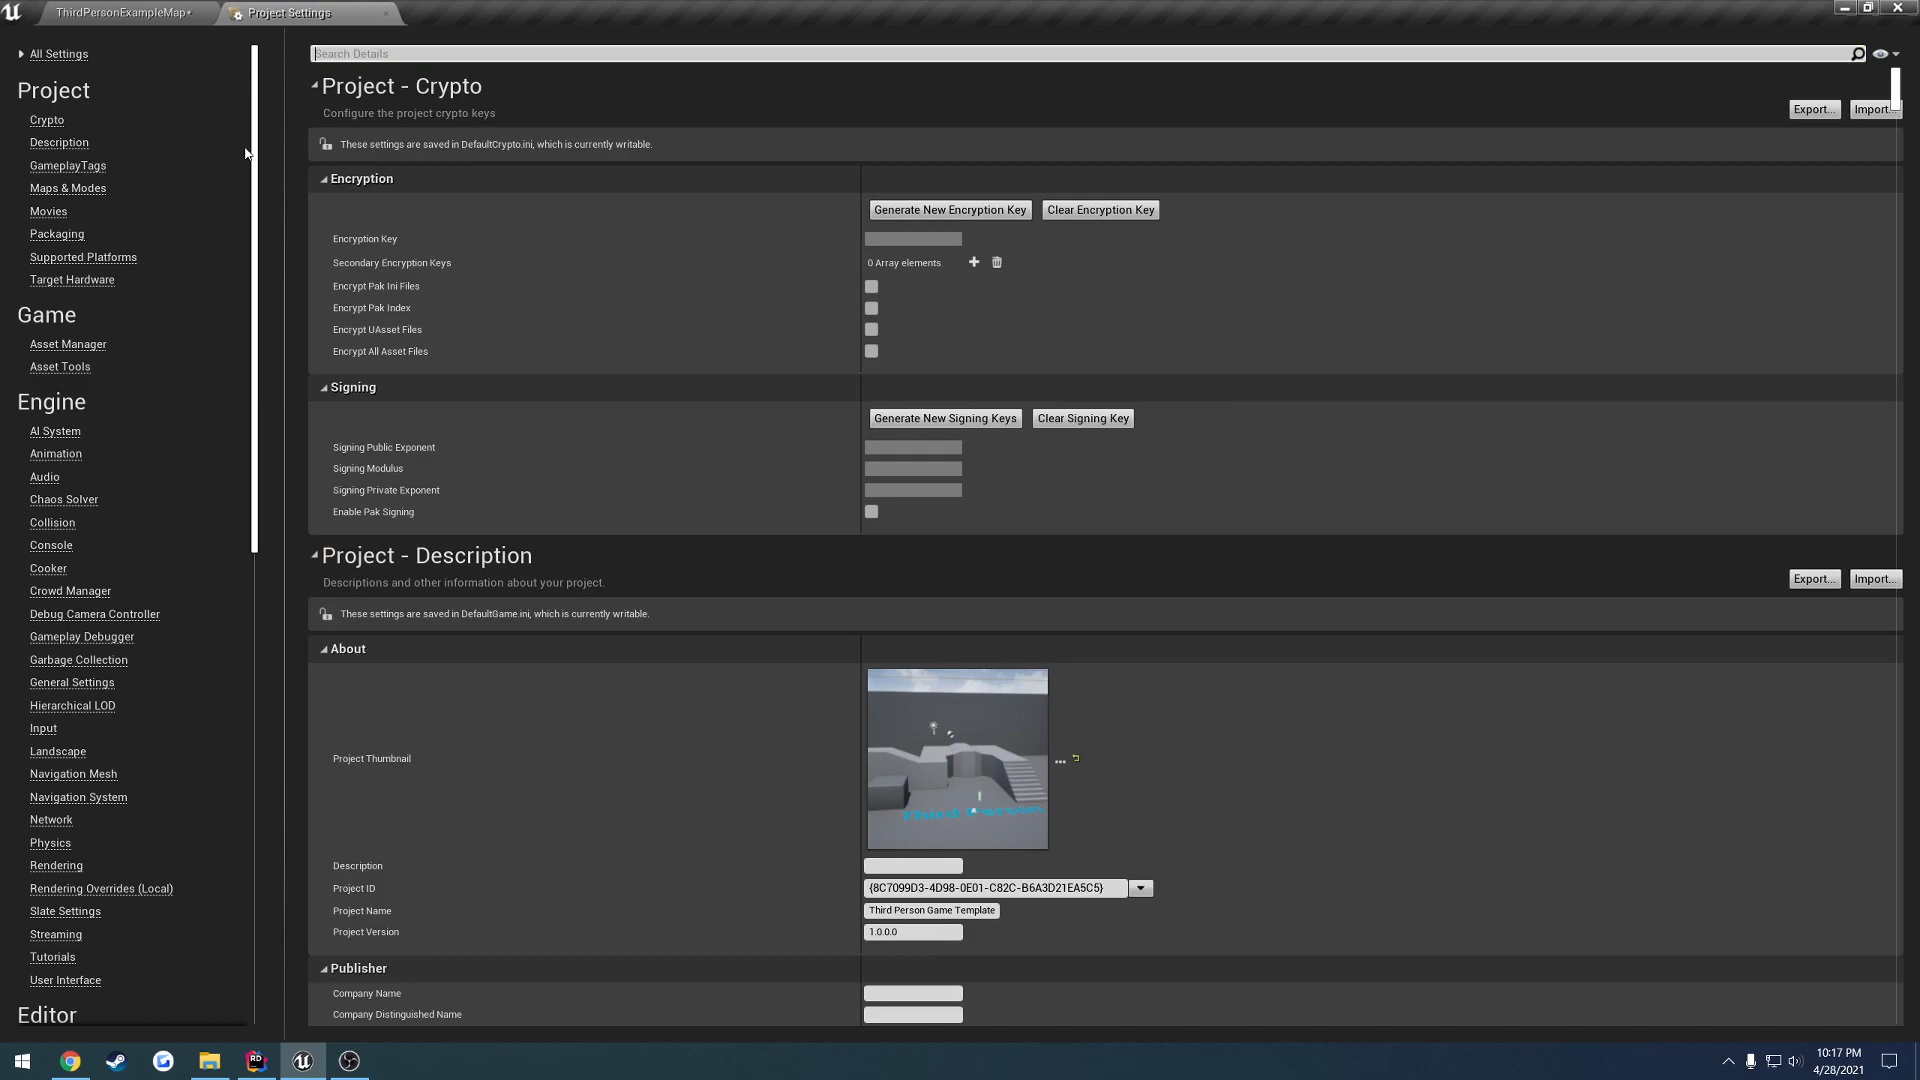 ThirdPersonExampleMap*
Project Settings
All Settings
Project
Crypto
Description
GameplayTags
Maps & Modes
Movies
Packaging
Supported Platforms
Target Hardware
Game
Asset Manager
Asset Tools
Engine
AI System
Animation
Audio
Chaos Solver
Collision
Console
Cooker
Crowd Manager
Debug Camera Controller
Gameplay Debugger
Garbage Collection
General Settings
Hierarchical LOD
Input
Landscape
Navigation Mesh
Navigation System
Network
Physics
Rendering
Rendering Overrides (Local)
Slate Settings
Streaming
Tutorials
User Interface
Editor
Search Details
Project - Crypto
Configure the project crypto keys
Export...
Import...
These settings are saved in DefaultCrypto.ini, which is currently writable.
Encryption
Generate New Encryption Key
Clear Encryption Key
Encryption Key
Secondary Encryption Keys
0 Array elements
Encrypt Pak Ini Files
Encrypt Pak Index
Encrypt UAsset Files
Encrypt All Asset Files
Signing
Generate New Signing Keys
Clear Signing Key
Signing Public Exponent
Signing Modulus
Signing Private Exponent
Enable Pak Signing
Project - Description
Descriptions and other information about your project.
Export...
Import...
These settings are saved in DefaultGame.ini, which is currently writable.
About
Project Thumbnail
Third Person
Description
Project ID
{8C7099D3-4D98-0E01-C82C-B6A3D21EA5C5}
Project Name
Third Person Game Template
Project Version
1.0.0.0
Publisher
Company Name
Company Distinguished Name
RD
10:17 PM
4/28/2021